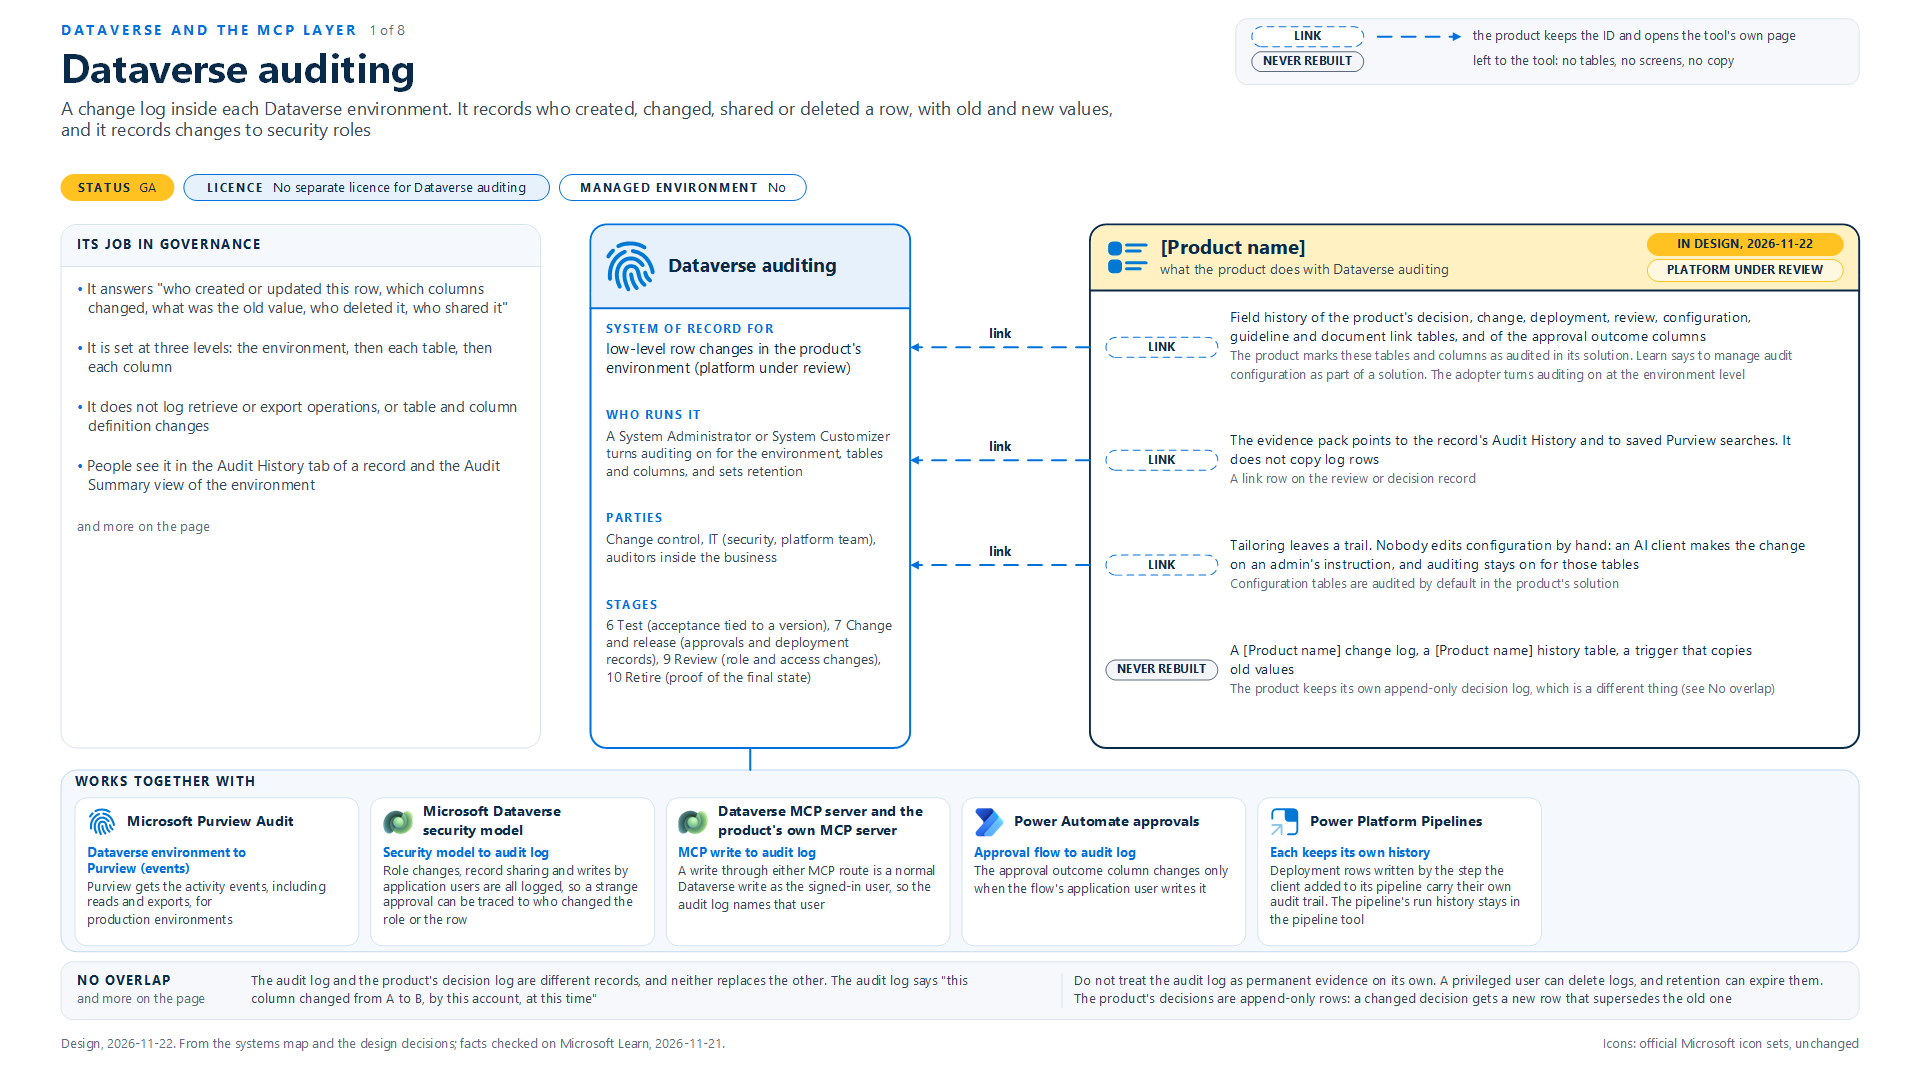 DATAVERSE AND THE MCP LAYER 1 of 8
Dataverse auditing
A change log inside each Dataverse environment. It records who created, changed, shared or deleted a row, with old and new values,
and it records changes to security roles
LINK
the product keeps the ID and opens the tool's own page
NEVER REBUILT
left to the tool: no tables, no screens, no copy
STATUS GA
LICENCE No separate licence for Dataverse auditing
MANAGED ENVIRONMENT No
ITS JOB IN GOVERNANCE
• It answers "who created or updated this row, which columns
changed, what was the old value, who deleted it, who shared it"
• It is set at three levels: the environment, then each table, then
each column
• It does not log retrieve or export operations, or table and column
definition changes
• People see it in the Audit History tab of a record and the Audit
Summary view of the environment
and more on the page
Dataverse auditing
SYSTEM OF RECORD FOR
low-level row changes in the product's
environment (platform under review)
WHO RUNS IT
A System Administrator or System Customizer
turns auditing on for the environment, tables
and columns, and sets retention
PARTIES
Change control, IT (security, platform team),
auditors inside the business
STAGES
6 Test (acceptance tied to a version), 7 Change
and release (approvals and deployment
records), 9 Review (role and access changes),
10 Retire (proof of the final state)
link
link
link
[Product name]
what the product does with Dataverse auditing
IN DESIGN, 2026-11-22
PLATFORM UNDER REVIEW
LINK
Field history of the product's decision, change, deployment, review, configuration,
guideline and document link tables, and of the approval outcome columns
The product marks these tables and columns as audited in its solution. Learn says to manage audit
configuration as part of a solution. The adopter turns auditing on at the environment level
LINK
The evidence pack points to the record's Audit History and to saved Purview searches. It
does not copy log rows
A link row on the review or decision record
LINK
Tailoring leaves a trail. Nobody edits configuration by hand: an AI client makes the change
on an admin's instruction, and auditing stays on for those tables
Configuration tables are audited by default in the product's solution
NEVER REBUILT
A [Product name] change log, a [Product name] history table, a trigger that copies
old values
The product keeps its own append-only decision log, which is a different thing (see No overlap)
WORKS TOGETHER WITH
Microsoft Purview Audit
Dataverse environment to
Purview (events)
Purview gets the activity events, including
reads and exports, for
production environments
Microsoft Dataverse
security model
Security model to audit log
Role changes, record sharing and writes by
application users are all logged, so a strange
approval can be traced to who changed the
role or the row
Dataverse MCP server and the
product's own MCP server
MCP write to audit log
A write through either MCP route is a normal
Dataverse write as the signed-in user, so the
audit log names that user
Power Automate approvals
Approval flow to audit log
The approval outcome column changes only
when the flow's application user writes it
Power Platform Pipelines
Each keeps its own history
Deployment rows written by the step the
client added to its pipeline carry their own
audit trail. The pipeline's run history stays in
the pipeline tool
NO OVERLAP
and more on the page
The audit log and the product's decision log are different records, and neither replaces the other. The audit log says "this
column changed from A to B, by this account, at this time"
Do not treat the audit log as permanent evidence on its own. A privileged user can delete logs, and retention can expire them.
The product's decisions are append-only rows: a changed decision gets a new row that supersedes the old one
Design, 2026-11-22. From the systems map and the design decisions; facts checked on Microsoft Learn, 2026-11-21.
Icons: official Microsoft icon sets, unchanged